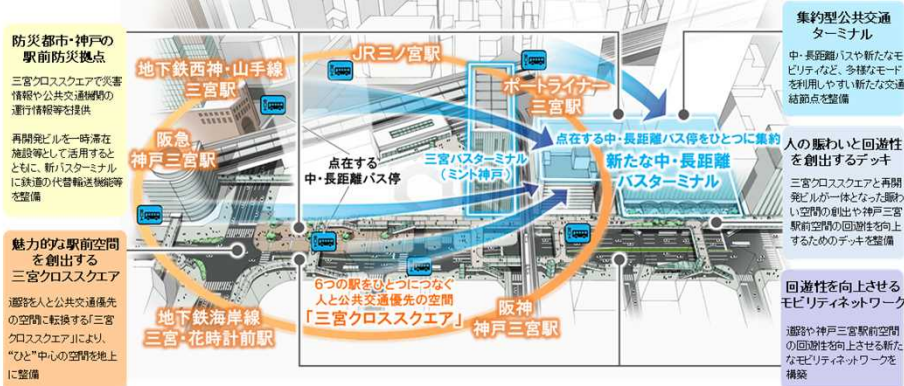 防災都市・神戸の
駅前防災拠点
三宮クロススクエアで災害
情報や公共交通機関の
運行情報等を提供
再開発ビルを一時滞在
施設等として活用すると
ともに、新バスターミナル
に鉄道の代替輸送機能等
を整備
魅力的な駅前空間
を創出する
三宮クロススクエア
道路を人と公共交通優先
の空間に転換する「三宮
クロススクエア」により、
“ひと”中心の空間を地上
に整備
JR三ノ宮駅
地下鉄西神・山手線
三宮駅
ポートライナー
三宮駅
阪急
神戸三宮駅
点在する
中・長距離バス停
三宮バスターミナル
（ミント神戸）
点在する中・長距離バス停をひとつに集約
新たな中・長距離
バスターミナル
6つの駅をひとつにつなぐ
人と公共交通優先の空間
「三宮クロススクエア」
地下鉄海岸線
三宮・花時計前駅
阪神
神戸三宮駅
集約型公共交通
ターミナル
中・長距離バスや新たなモ
ビリティなど、多様なモード
を利用しやすい新たな交通
結節点を整備
人の賑わいと回遊性
を創出するデッキ
三宮クロススクエアと再開
発ビルが一体となった賑わ
い空間の創出や神戸三宮
駅前空間の回遊性を向上
するためのデッキを整備
回遊性を向上させる
モビリティネットワーク
道路や神戸三宮駅前空間
の回遊性を向上させる新た
なモビリティネットワークを
構築